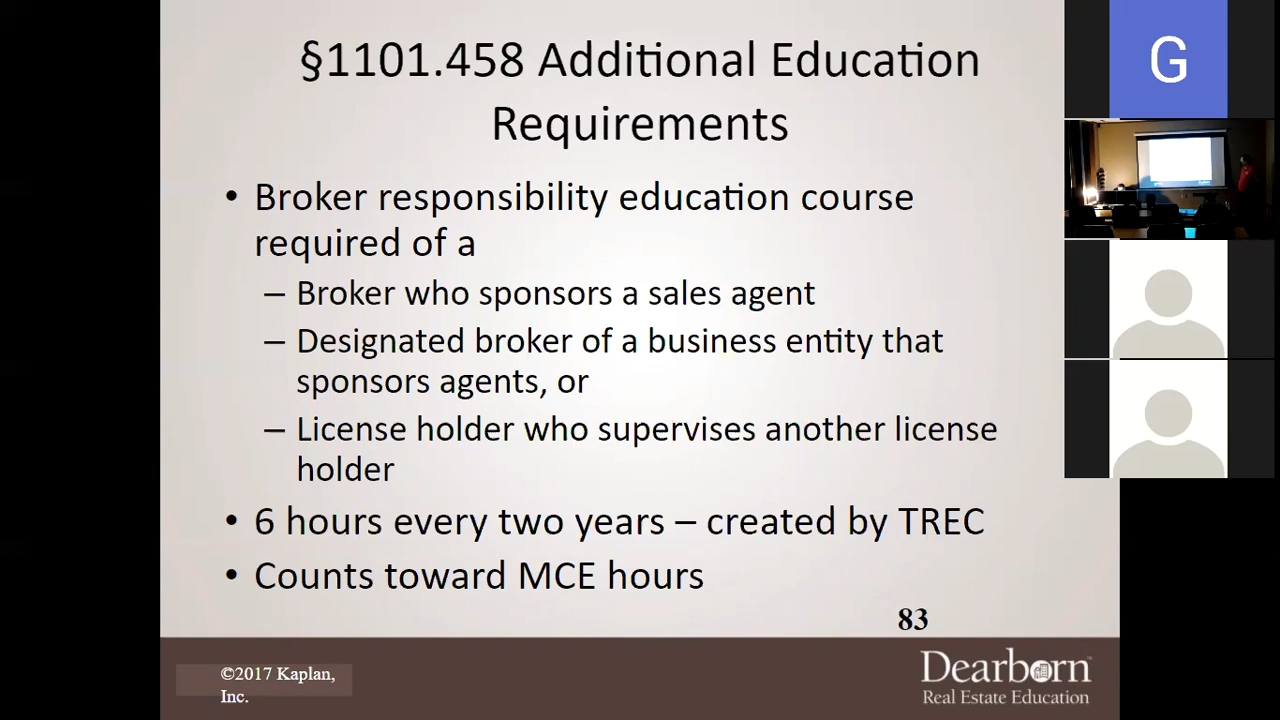 §1101.458 Additional Education
Requirements
• Broker responsibility education course
required of a
– Broker who sponsors a sales agent
– Designated broker of a business entity that
sponsors agents, or
– License holder who supervises another license
holder
• 6 hours every two years – created by TREC
• Counts toward MCE hours
83
©2017 Kaplan,
Inc.
Dearborn
Real Estate Education
G